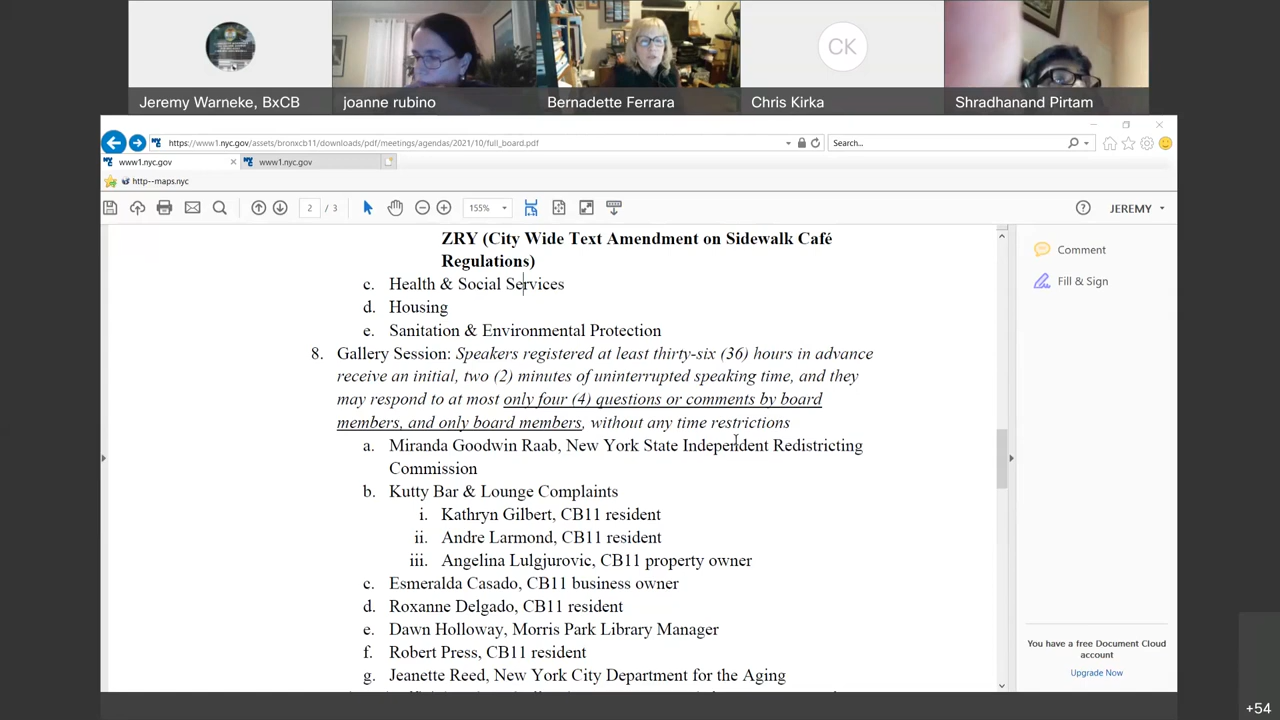 CK
Jeremy Warneke, BxCB
joanne rubino
Bernadette Ferrara
Chris Kirka
Shradhanand Pirtam
https://www1.nyc.gov/assets/bronxcb11/downloads/pdf/meetings/agendas/2021/10/full_board.pdf
Search...
www1.nyc.gov
www1.nyc.gov
http--maps.nyc
2 / 3
155%
JEREMY
ZRY (City Wide Text Amendment on Sidewalk Café
Regulations)
c. Health & Social Services
d. Housing
e. Sanitation & Environmental Protection
8. Gallery Session: Speakers registered at least thirty-six (36) hours in advance
receive an initial, two (2) minutes of uninterrupted speaking time, and they
may respond to at most only four (4) questions or comments by board
members, and only board members, without any time restrictions
a. Miranda Goodwin Raab, New York State Independent Redistricting
Commission
b. Kutty Bar & Lounge Complaints
i. Kathryn Gilbert, CB11 resident
ii. Andre Larmond, CB11 resident
iii. Angelina Lulgjurovic, CB11 property owner
c. Esmeralda Casado, CB11 business owner
d. Roxanne Delgado, CB11 resident
e. Dawn Holloway, Morris Park Library Manager
f. Robert Press, CB11 resident
g. Jeanette Reed, New York City Department for the Aging
Comment
Fill & Sign
You have a free Document Cloud
account
Upgrade Now
+54